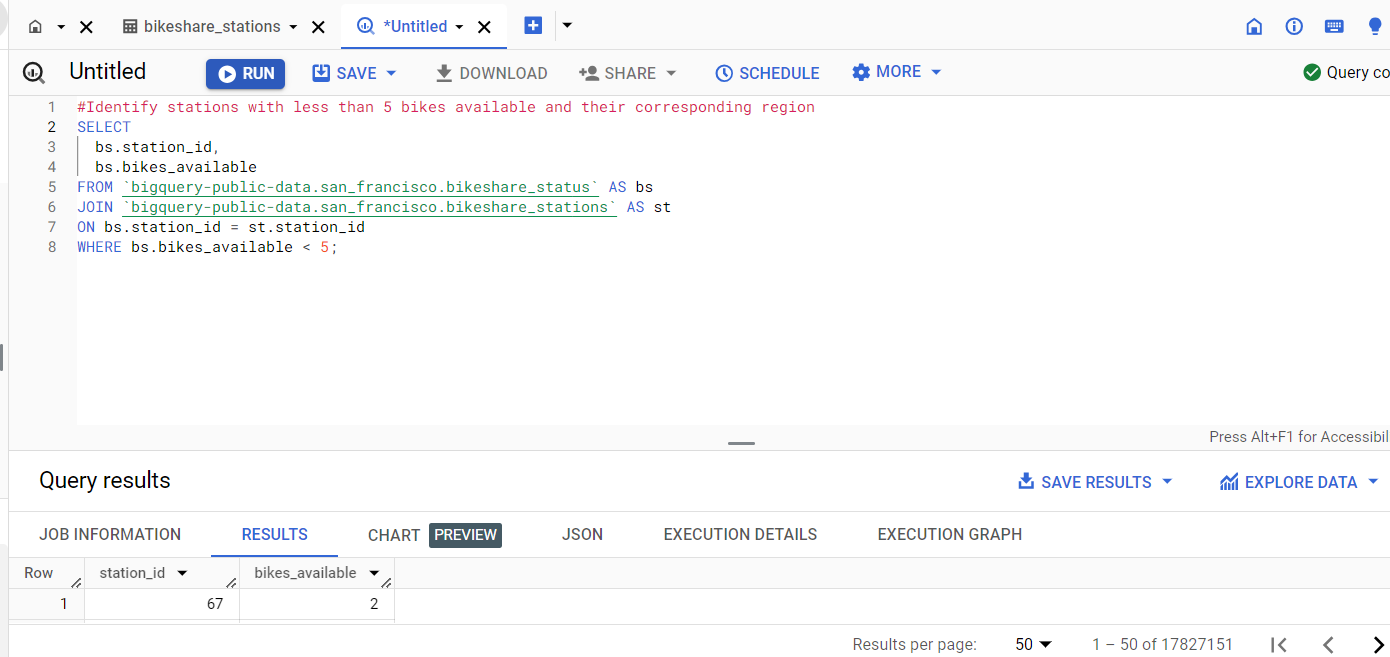 bikeshare_stations *Untitled
Untitled RUN SAVE DOWNLOAD SHARE SCHEDULE MORE Query co
1 #Identify stations with less than 5 bikes available and their corresponding region
2 SELECT
3 bs.station_id,
4 bs.bikes_available
5 FROM `bigquery-public-data.san_francisco.bikeshare_status` AS bs
6 JOIN `bigquery-public-data.san_francisco.bikeshare_stations` AS st
7 ON bs.station_id = st.station_id
8 WHERE bs.bikes_available < 5;
Press Alt+F1 for Accessibil
Query results SAVE RESULTS EXPLORE DATA
JOB INFORMATION RESULTS CHART PREVIEW JSON EXECUTION DETAILS EXECUTION GRAPH
Row station_id bikes_available
1 67 2
Results per page: 50 1 – 50 of 17827151